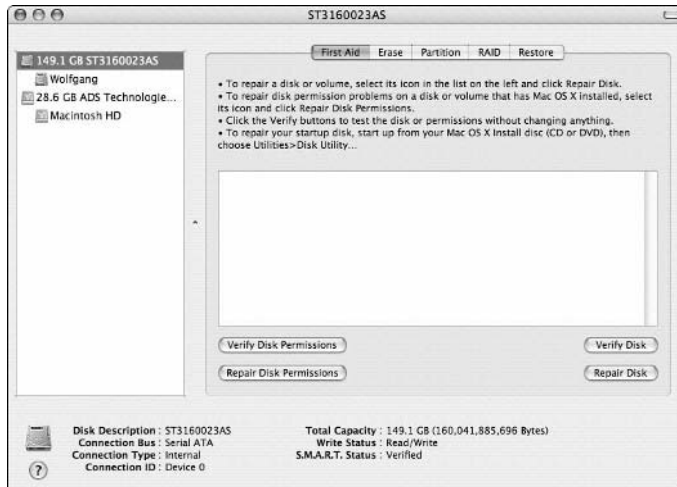 ST3160023AS
149.1 GB ST3160023AS
Wolfgang
28.6 GB ADS Technologie...
Macintosh HD
First Aid Erase Partition RAID Restore
• To repair a disk or volume, select its icon in the list on the left and click Repair Disk.
• To repair disk permission problems on a disk or volume that has Mac OS X installed, select
its icon and click Repair Disk Permissions.
• Click the Verify buttons to test the disk or permissions without changing anything.
• To repair your startup disk, start up from your Mac OS X Install disc (CD or DVD), then
choose Utilities>Disk Utility...
Verify Disk Permissions Verify Disk
Repair Disk Permissions Repair Disk
Disk Description : ST3160023AS Total Capacity : 149.1 GB (160,041,885,696 Bytes)
Connection Bus : Serial ATA Write Status : Read/Write
Connection Type : Internal S.M.A.R.T. Status : Verified
Connection ID : Device 0
?